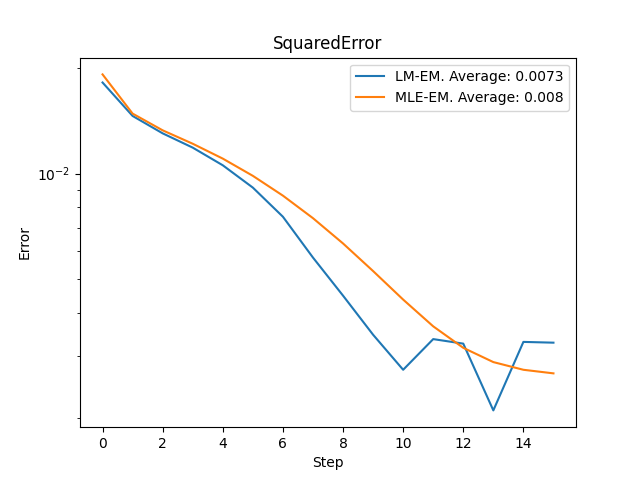 SquaredError
LM-EM. Average: 0.0073
MLE-EM. Average: 0.008
10⁻²
Error
0 2 4 6 8 10 12 14
Step